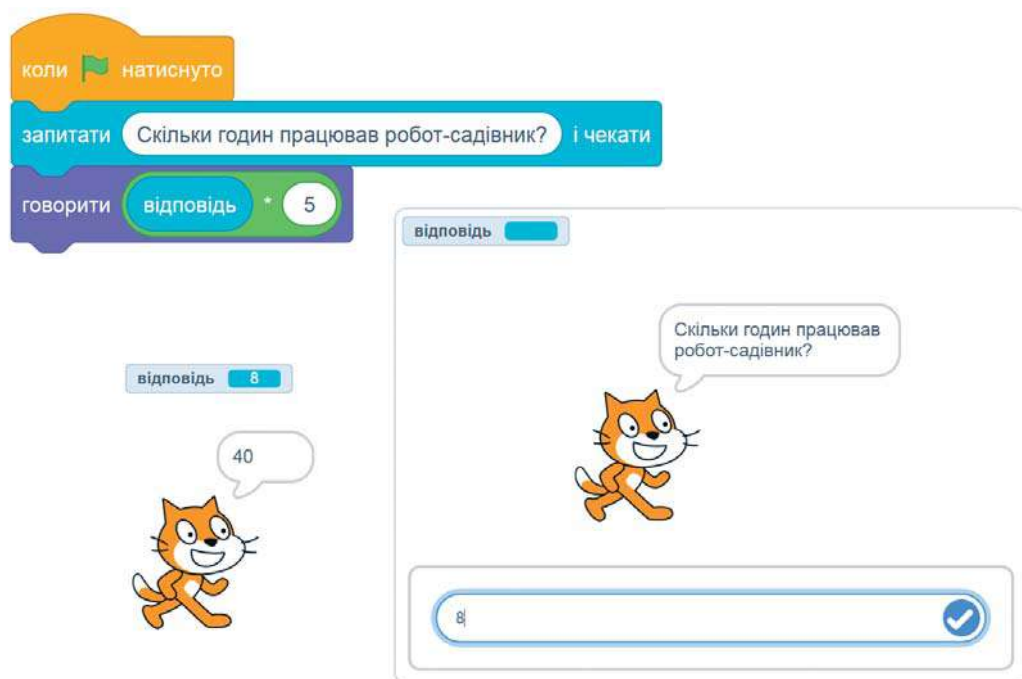 коли натиснуто
запитати Скільки годин працював робот-садівник? і чекати
говорити відповідь * 5
відповідь
Скільки годин працював
робот-садівник?
відповідь 8
40
8